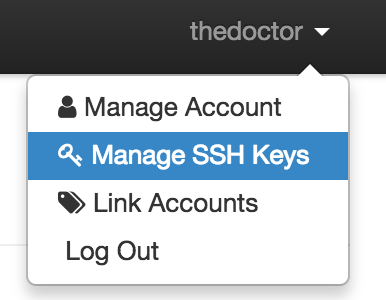 thedoctor
Manage Account
Manage SSH Keys
Link Accounts
Log Out